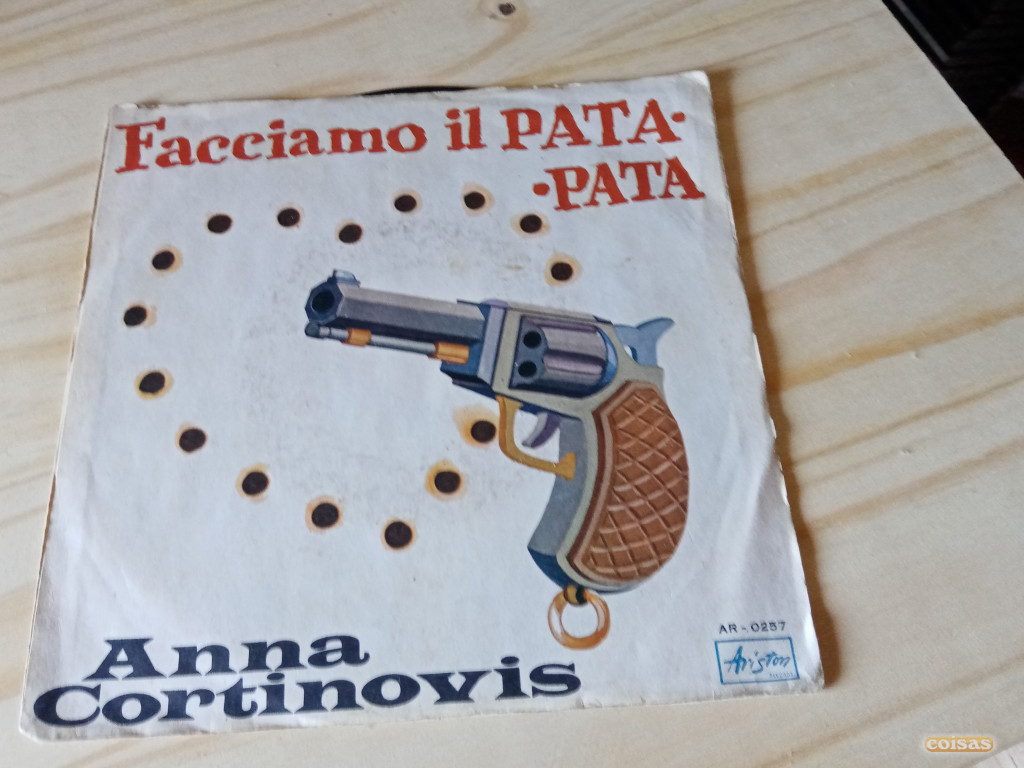 Facciamo il PATA-
-PATA
AR - 0257
Ariston
Anna
Cortinovis
coisas